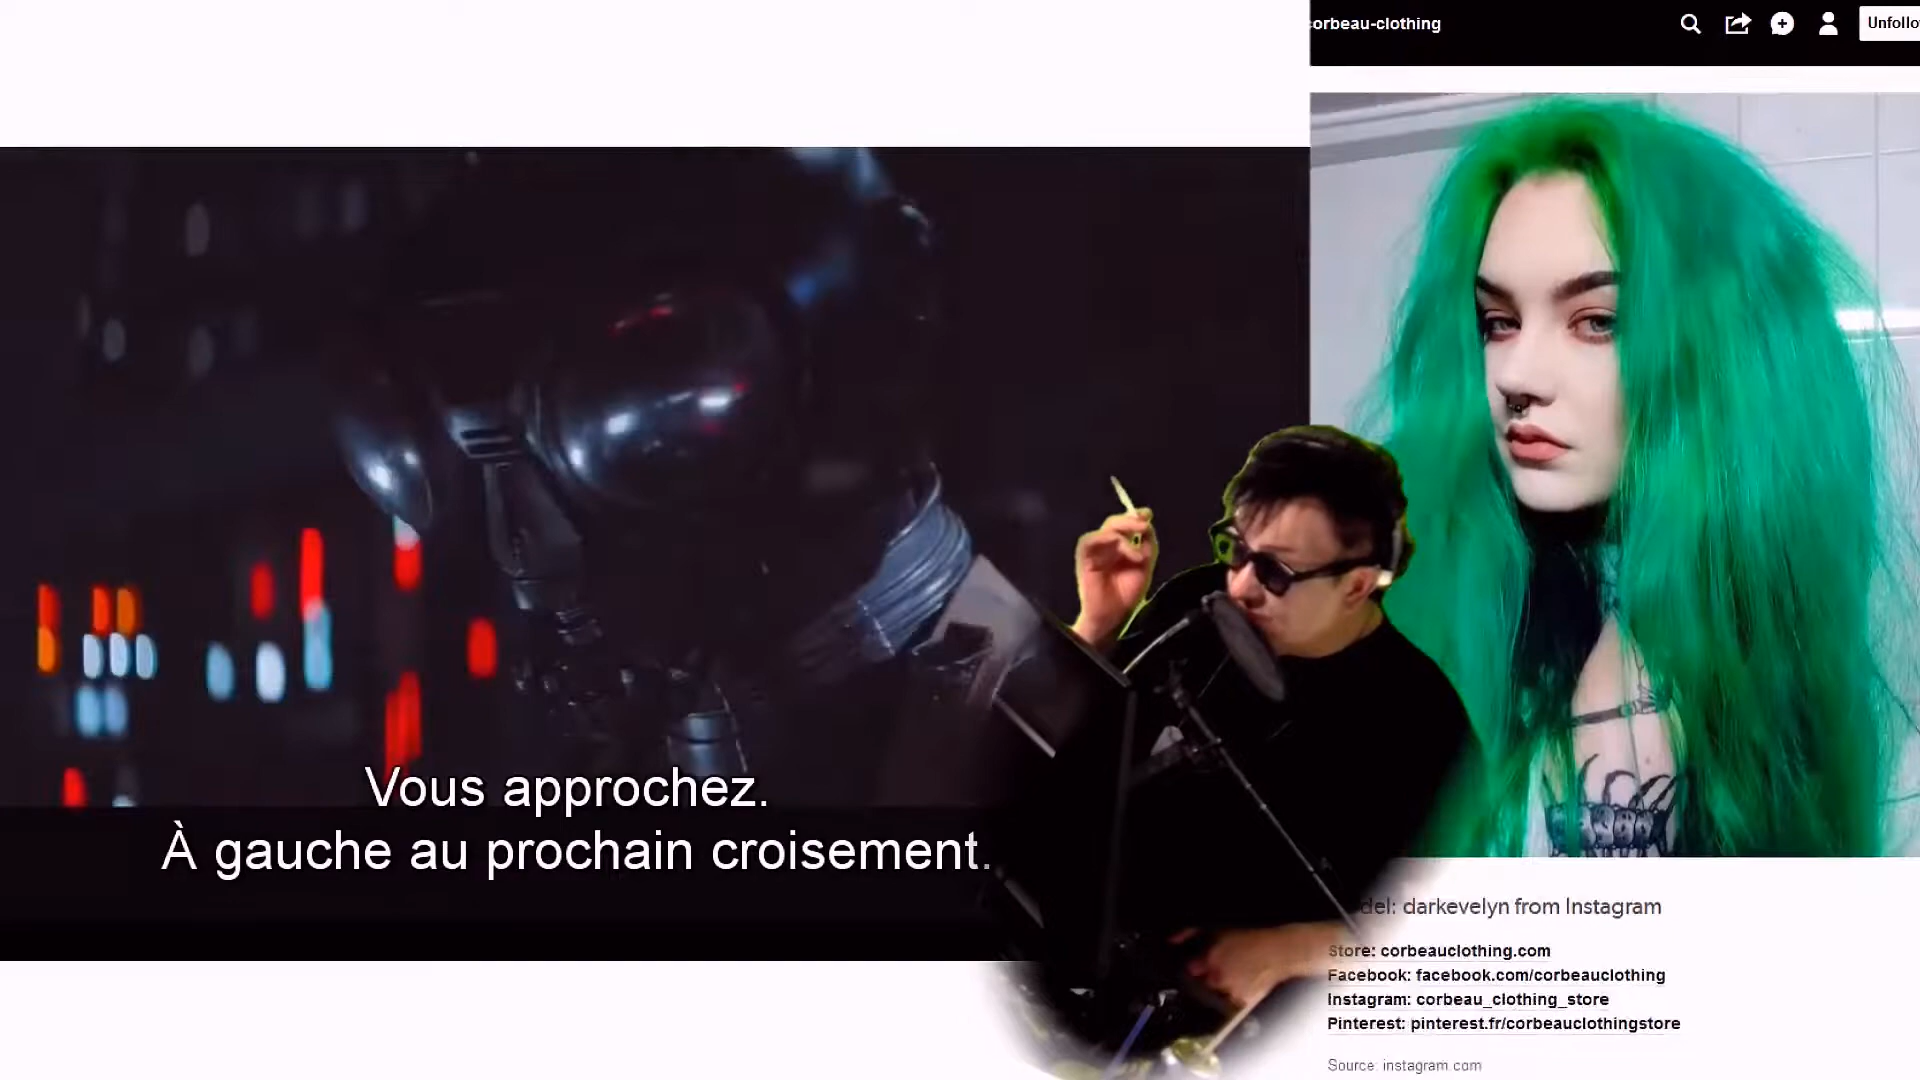 corbeau-clothing
Unfollo
Vous approchez.
À gauche au prochain croisement.
del: darkevelyn from Instagram
Store: corbeauclothing.com
Facebook: facebook.com/corbeauclothing
Instagram: corbeau_clothing_store
Pinterest: pinterest.fr/corbeauclothingstore
Source: instagram.com